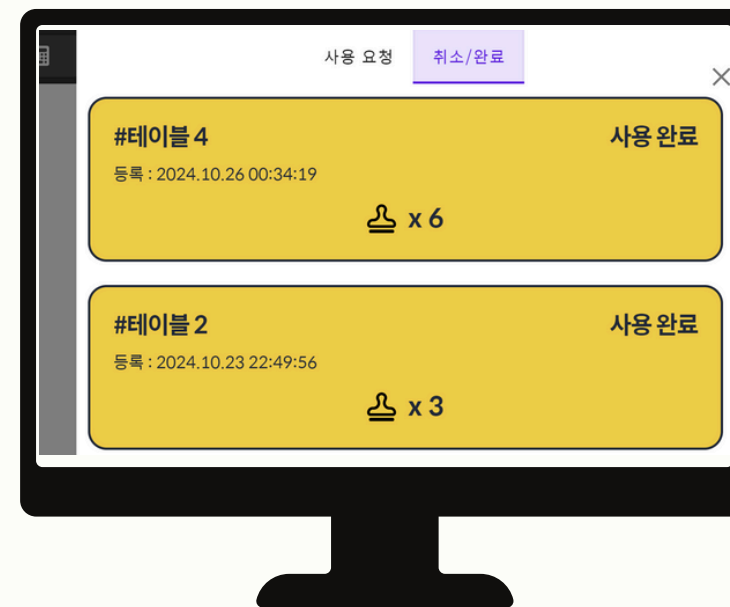 사용 요청
취소/완료
#테이블 4
사용 완료
등록 : 2024.10.26 00:34:19
x 6
#테이블 2
사용 완료
등록 : 2024.10.23 22:49:56
x 3